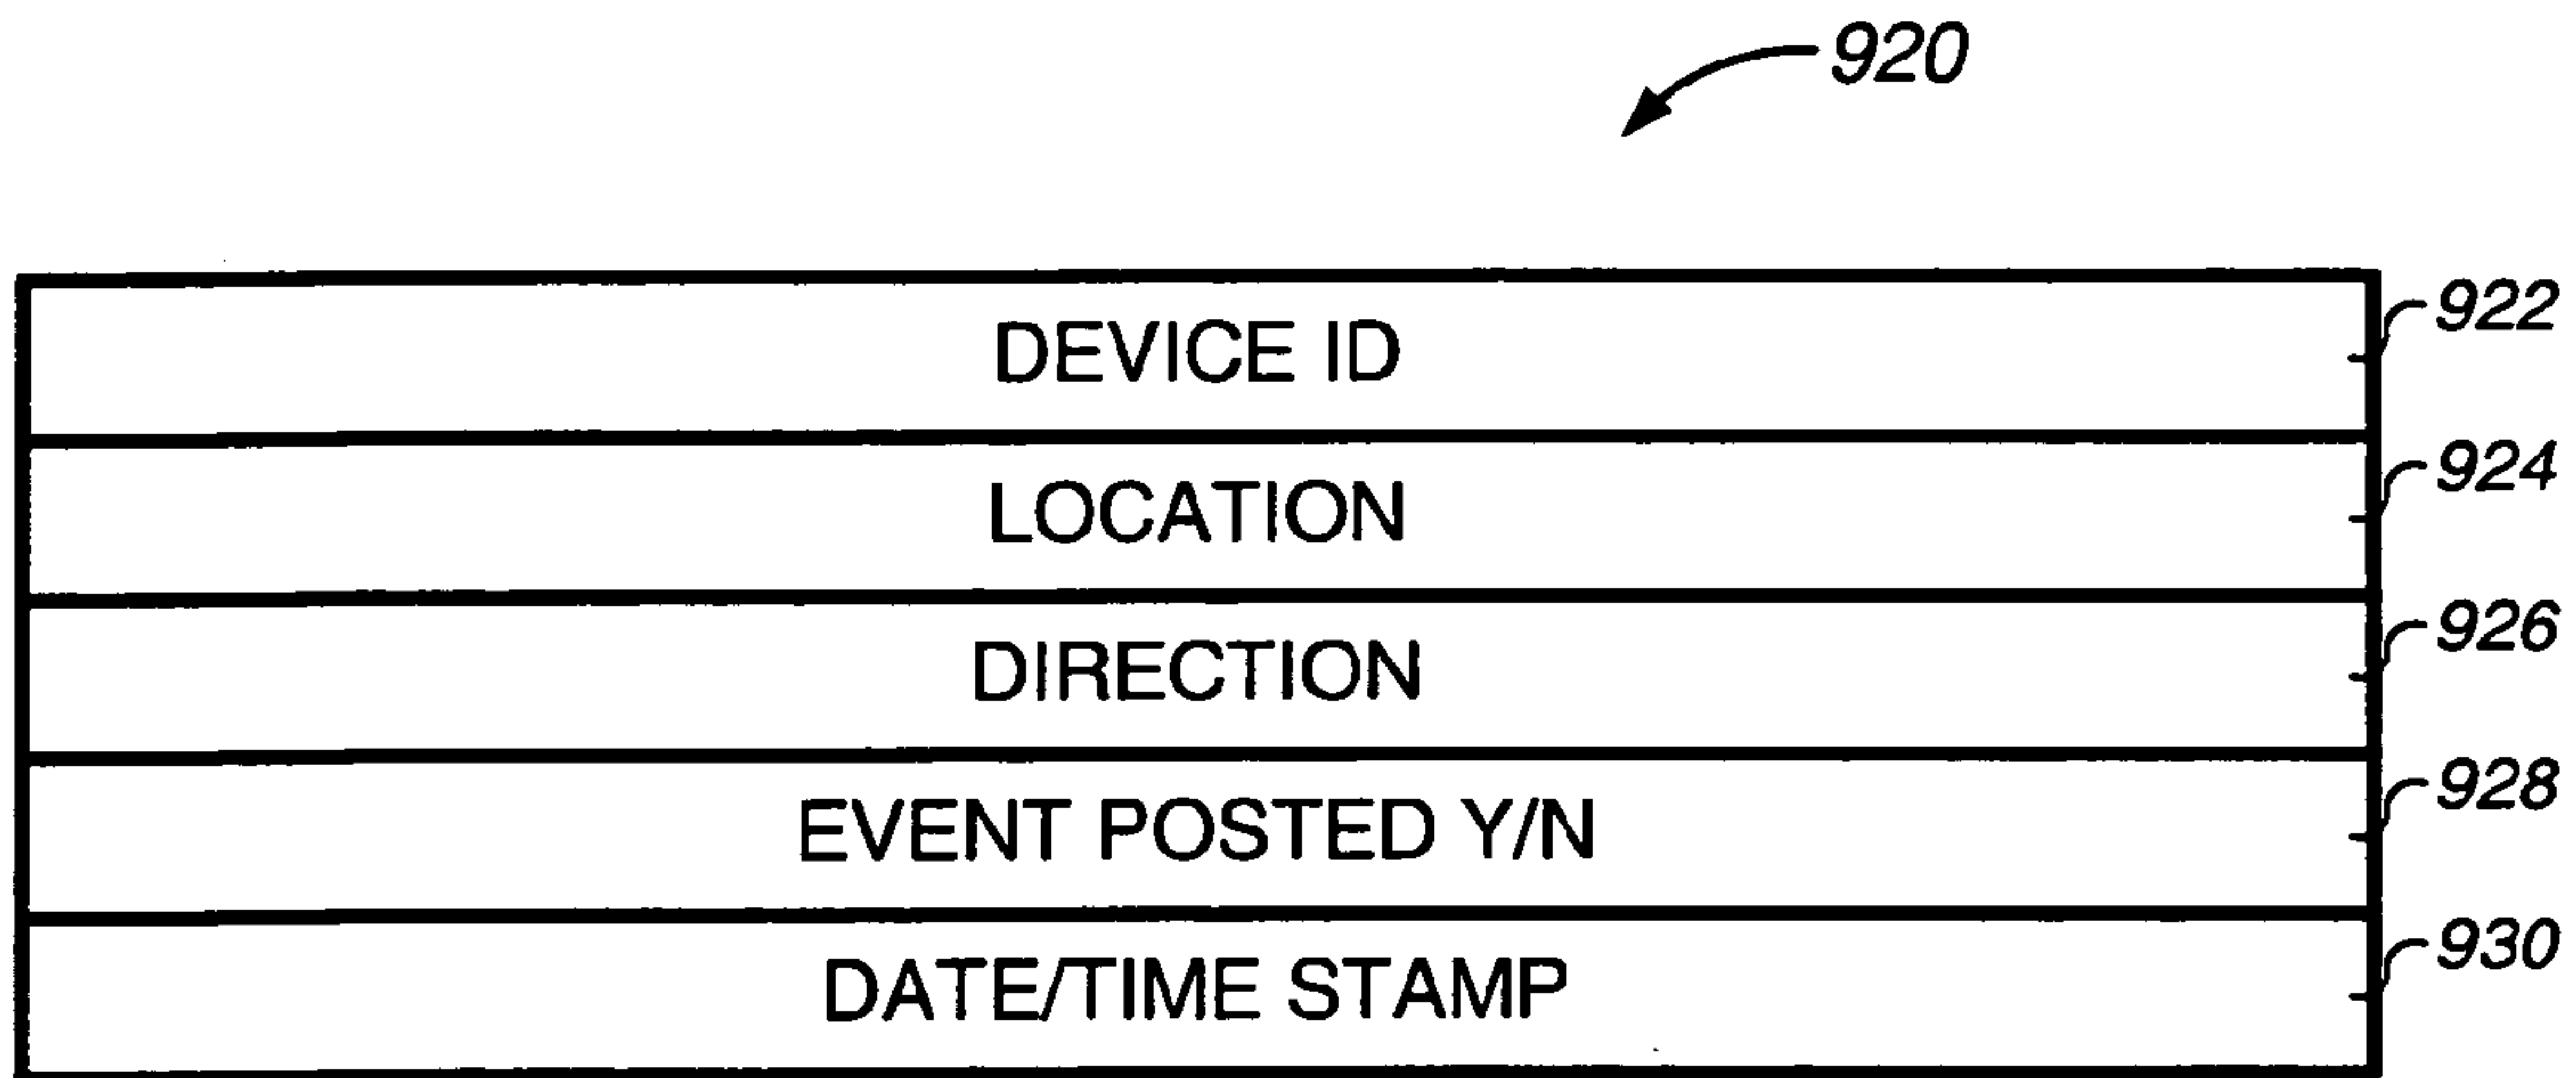 920
DEVICE ID 922
LOCATION 924
DIRECTION 926
EVENT POSTED Y/N 928
DATE/TIME STAMP 930